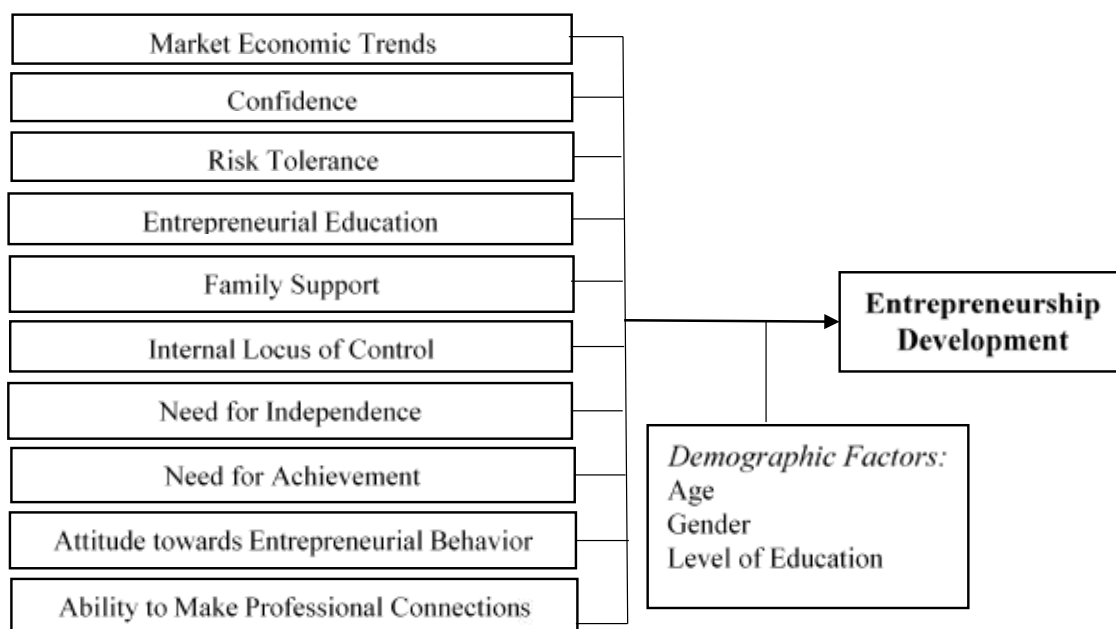 Market Economic Trends
Confidence
Risk Tolerance
Entrepreneurial Education
Family Support
Internal Locus of Control
Need for Independence
Need for Achievement
Attitude towards Entrepreneurial Behavior
Ability to Make Professional Connections
Entrepreneurship
Development
Demographic Factors:
Age
Gender
Level of Education